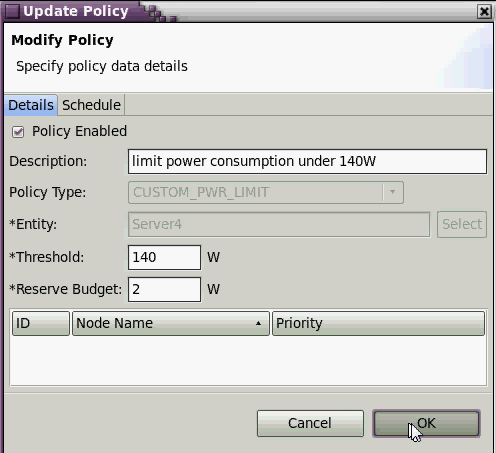 Update Policy
Modify Policy
Specify policy data details
Details Schedule
Policy Enabled
Description: limit power consumption under 140W
Policy Type: CUSTOM_PWR_LIMIT
*Entity: Server4 Select
*Threshold: 140 W
*Reserve Budget: 2 W
ID Node Name Priority
Cancel OK